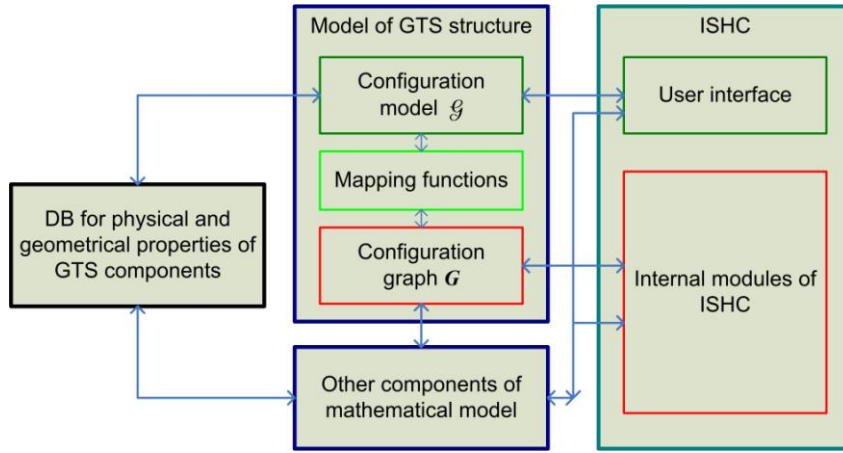 Model of GTS structure
Configuration
model 𝒢
Mapping functions
Configuration
graph G
ISHC
User interface
Internal modules of
ISHC
DB for physical and
geometrical properties of
GTS components
Other components of
mathematical model